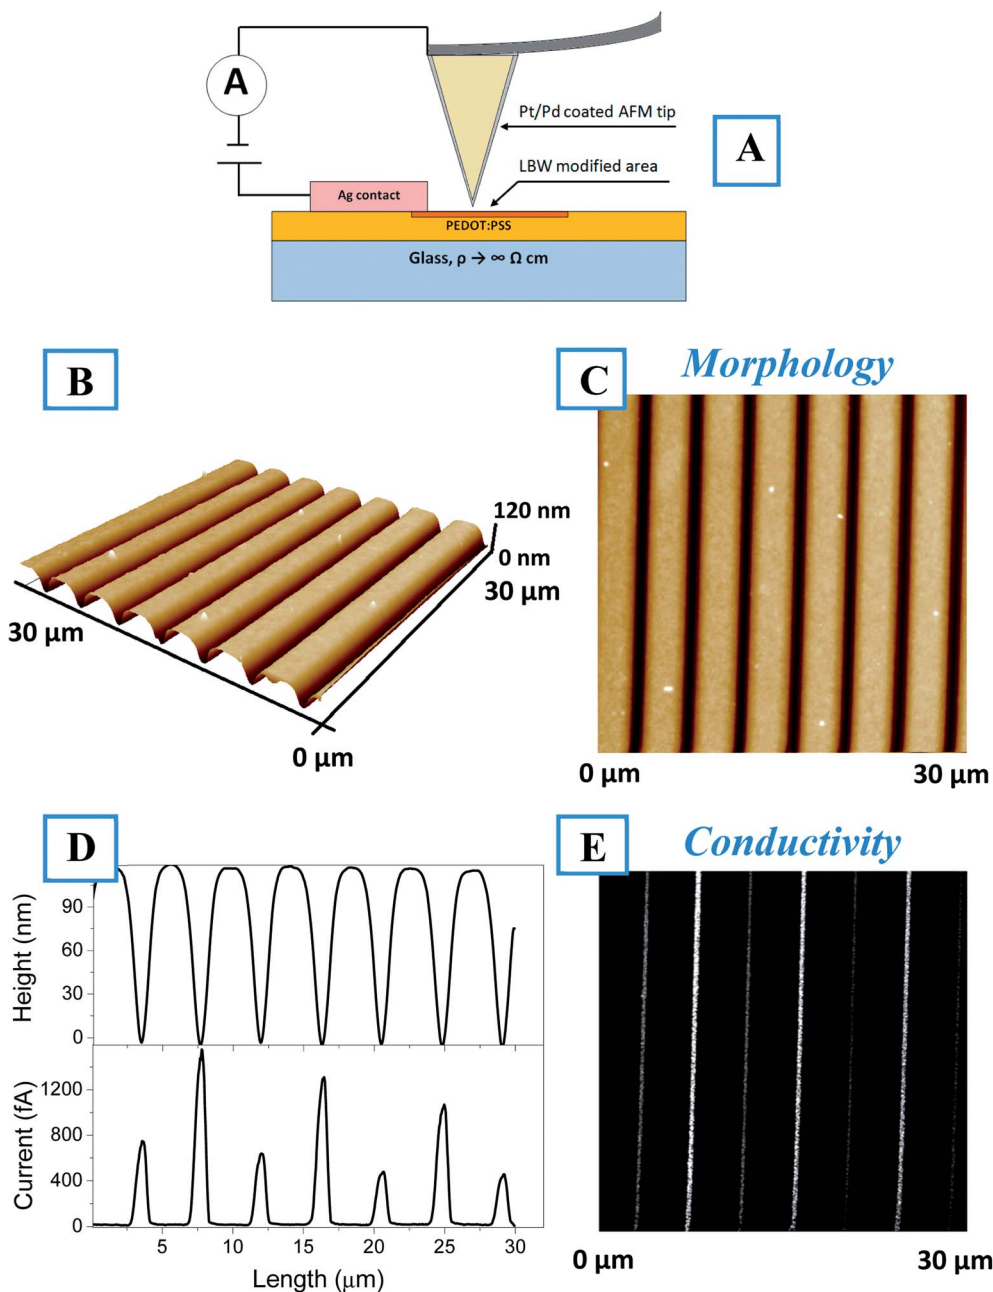 A
Pt/Pd coated AFM tip
A
LBW modified area
Ag contact
PEDOT:PSS
Glass, ρ → ∞ Ω cm
B
C
Morphology
120 nm
0 nm
30 μm
30 μm
0 μm
0 μm
30 μm
D
E
Conductivity
Height (nm)
90
60
30
0
Current (fA)
1200
800
400
0
5
10
15
20
25
30
Length (μm)
0 μm
30 μm